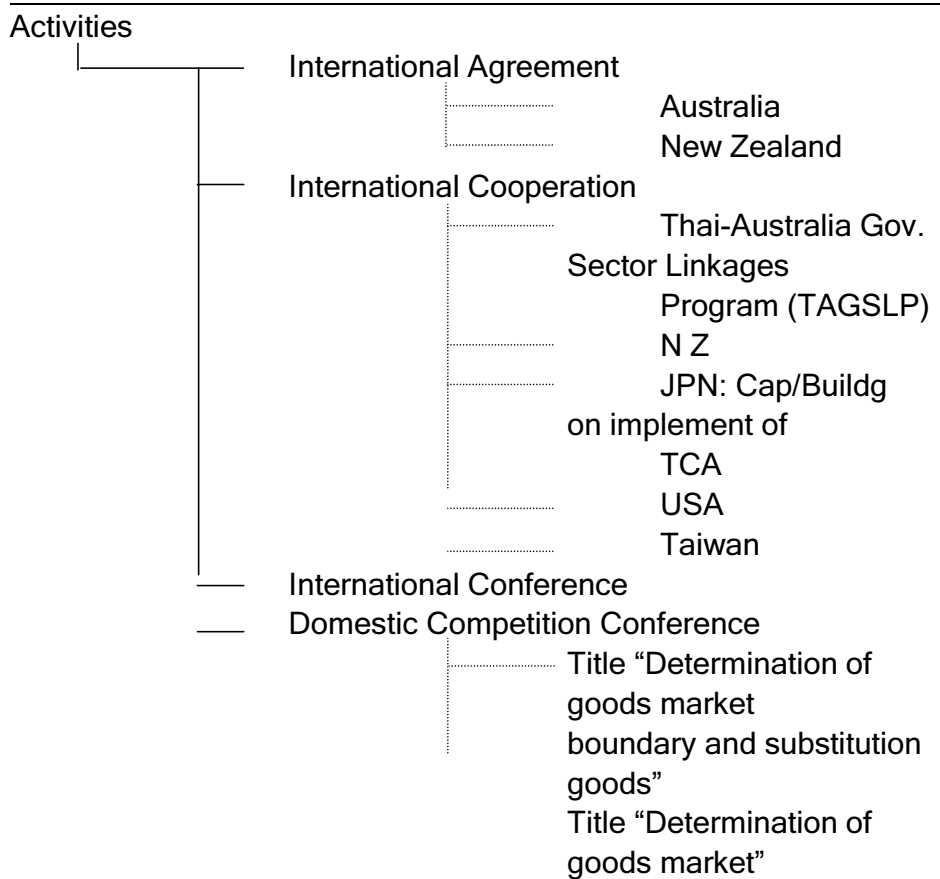 Activities
International Agreement
Australia
New Zealand
International Cooperation
Thai-Australia Gov.
Sector Linkages
Program (TAGSLP)
N Z
JPN: Cap/Buildg
on implement of
TCA
USA
Taiwan
International Conference
Domestic Competition Conference
Title “Determination of
goods market
boundary and substitution
goods”
Title “Determination of
goods market”